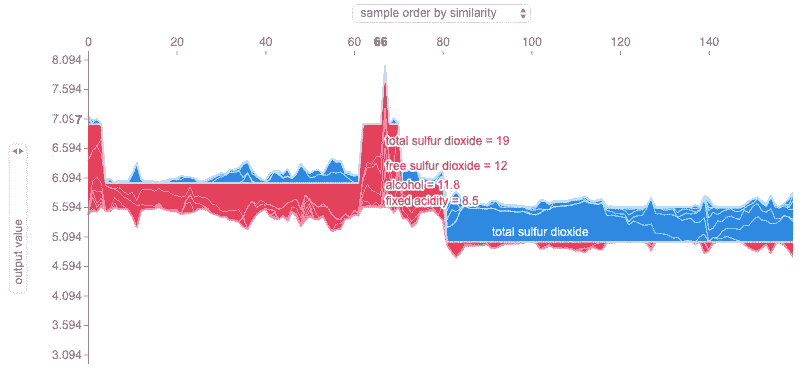 sample order by similarity
0 20 40 60 66 80 100 120 140
8.094
7.594
7.0947
6.594
6.094
5.594
5.094
4.594
4.094
3.594
3.094
output value
total sulfur dioxide = 19
free sulfur dioxide = 12
alcohol = 11.8
fixed acidity = 8.5
total sulfur dioxide